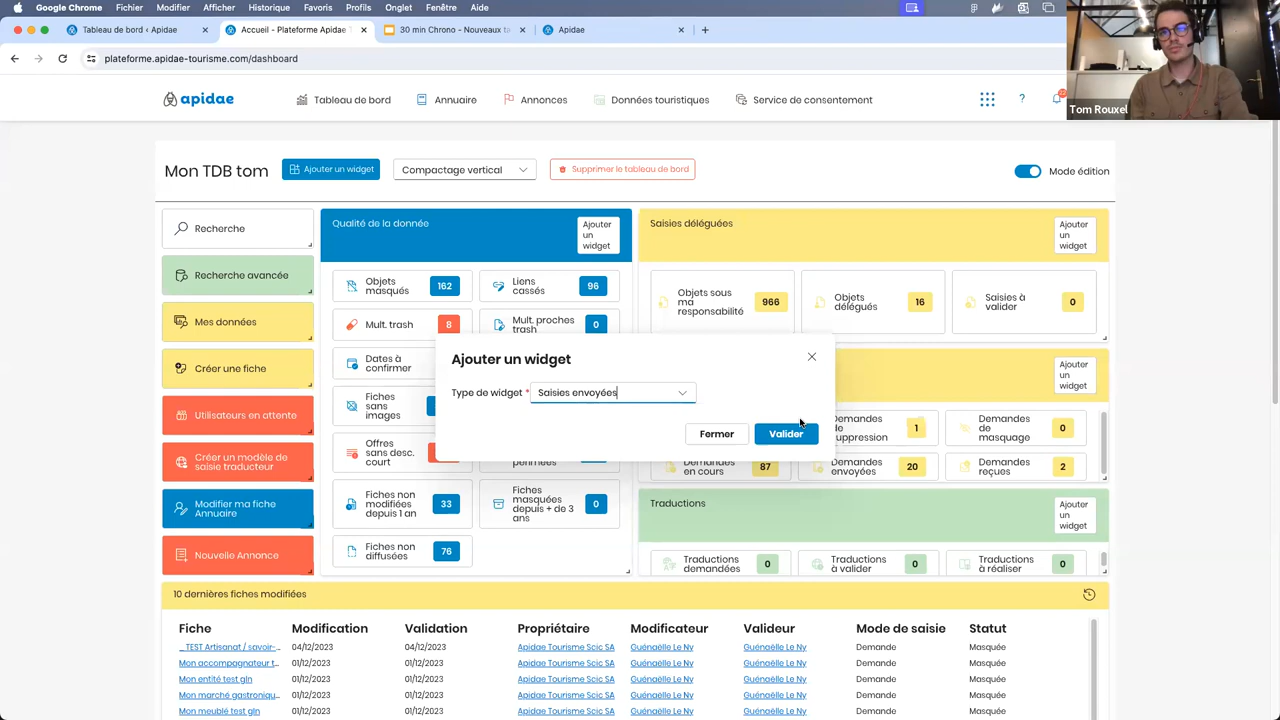 Google Chrome Fichier Modifier Afficher Historique Favoris Profils Onglet Fenêtre Aide
Tableau de bord ‹ Apidae
Accueil - Plateforme Apidae T
30 min Chrono - Nouveaux ta
Apidae
plateforme.apidae-tourisme.com/dashboard
Tom Rouxel
apidae
Tableau de bord
Annuaire
Annonces
Données touristiques
Service de consentement
Mon TDB tom
Ajouter un widget
Compactage vertical
Supprimer le tableau de bord
Mode édition
Recherche
Recherche avancée
Mes données
Créer une fiche
Utilisateurs en attente
Créer un modèle de
saisie traducteur
Modifier ma fiche
Annuaire
Nouvelle Annonce
Qualité de la donnée
Ajouter
un
widget
Objets
masqués
162
Liens
cassés
96
Mult. trash
8
Mult. proches
trash
0
Dates à
confirmer
Fiches
sans
images
Offres
sans desc.
court
périmées
Fiches non
modifiées
depuis 1 an
33
Fiches
masquées
depuis + de 3
ans
0
Fiches non
diffusées
76
Saisies déléguées
Ajouter
un
widget
Objets sous
ma
responsabilité
966
Objets
délégués
16
Saisies à
valider
0
Ajouter un widget
Type de widget *
Saisies envoyées
Fermer
Valider
Ajouter
un
widget
Demandes
de
suppression
1
Demandes
de
masquage
0
Demandes
en cours
87
Demandes
envoyées
20
Demandes
reçues
2
Traductions
Ajouter
un
widget
Traductions
demandées
0
Traductions
à valider
0
Traductions
à réaliser
0
10 dernières fiches modifiées
Fiche Modification Validation Propriétaire Modificateur Valideur Mode de saisie Statut
_TEST Artisanat / savoir-... 04/12/2023 04/12/2023 Apidae Tourisme Scic SA Guénaëlle Le Ny Guénaëlle Le Ny Demande Masquée
Mon accompagnateur t... 01/12/2023 01/12/2023 Apidae Tourisme Scic SA Guénaëlle Le Ny Guénaëlle Le Ny Demande Masquée
Mon entité test gln 01/12/2023 01/12/2023 Apidae Tourisme Scic SA Guénaëlle Le Ny Guénaëlle Le Ny Demande Masquée
Mon marché gastroniqu... 01/12/2023 01/12/2023 Apidae Tourisme Scic SA Guénaëlle Le Ny Guénaëlle Le Ny Demande Masquée
Mon meublé test gln 01/12/2023 01/12/2023 Apidae Tourisme Scic SA Guénaëlle Le Ny Guénaëlle Le Ny Demande Masquée